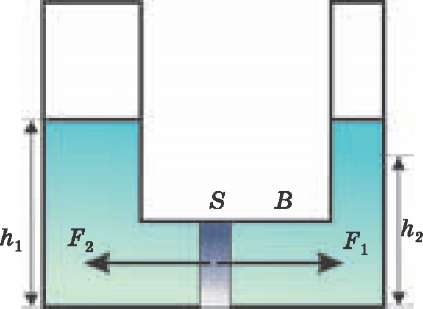 S B
h₁ F₂ F₁ h₂